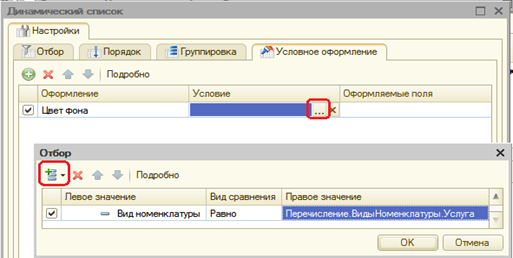 Динамический список
Настройки
Отбор Порядок Группировка Условное оформление
Подробно
Оформление Условие Оформляемые поля
Цвет фона ...
Отбор
Подробно
Левое значение Вид сравнения Правое значение
Вид номенклатуры Равно Перечисление.ВидыНоменклатуры.Услуга
OK Отмена